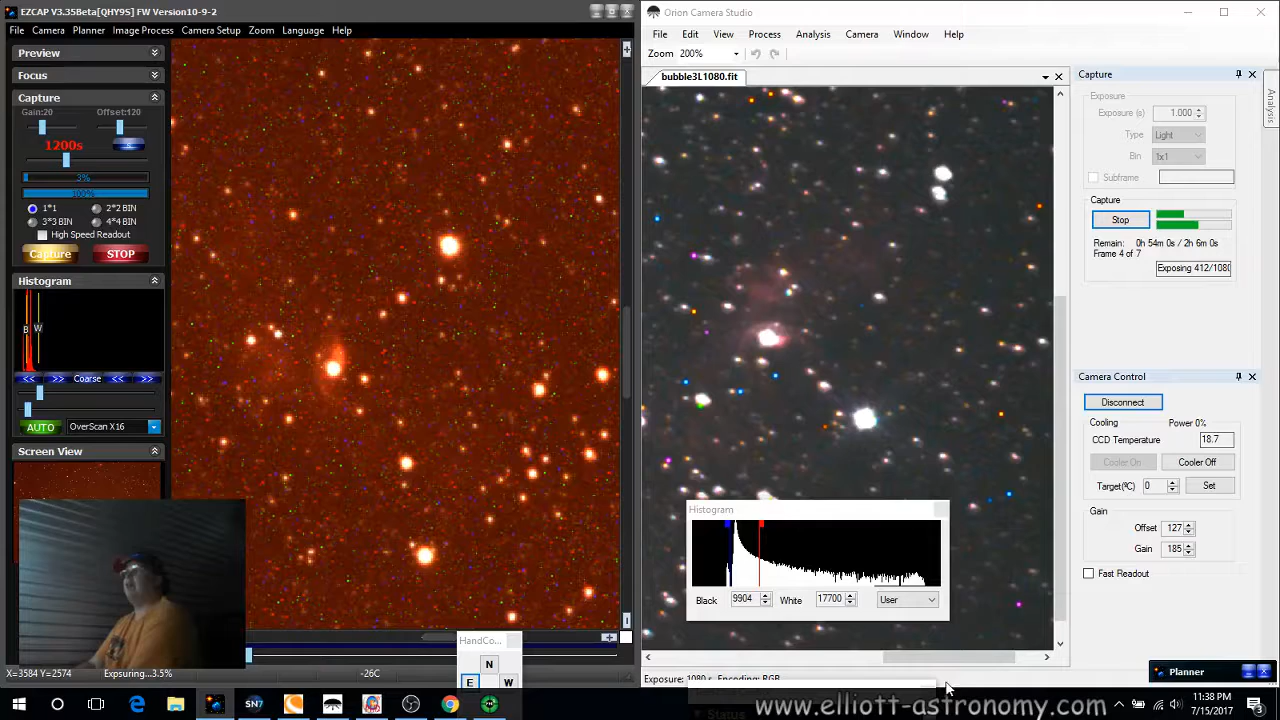 EZCAP V3.35Beta[QHY9S] FW Version10-9-2
File Camera Planner Image Process Camera Setup Zoom Language Help
Preview
Focus
Capture
Gain:20 Offset:120
1200s
S
3%
100%
1*1 2*2 BIN
3*3 BIN 4*4 BIN
High Speed Readout
Capture STOP
Histogram
B W
<< >> Coarse << >>
AUTO OverScan X16
Screen View
X=3584 Y=2574 Exposuring...3.5% -26C
HandCo...
N
E W
Orion Camera Studio
File Edit View Process Analysis Camera Window Help
Zoom 200%
bubble3L1080.fit
Histogram
Black 9904 White 17700 User
Exposure: 1080 s, Encoding: RGB
Capture
Exposure
Exposure (s) 1.000
Type Light
Bin 1x1
Subframe
Capture
Stop
Remain: 0h 54m 0s / 2h 6m 0s
Frame 4 of 7
Exposing 412/1080
Camera Control
Disconnect
Cooling Power 0%
CCD Temperature 18.7
Cooler On Cooler Off
Target(ºC) 0 Set
Gain
Offset 127
Gain 185
Fast Readout
Analysis
Planner
Status
www.elliott-astronomy.com
SN7
11:38 PM
7/15/2017
3